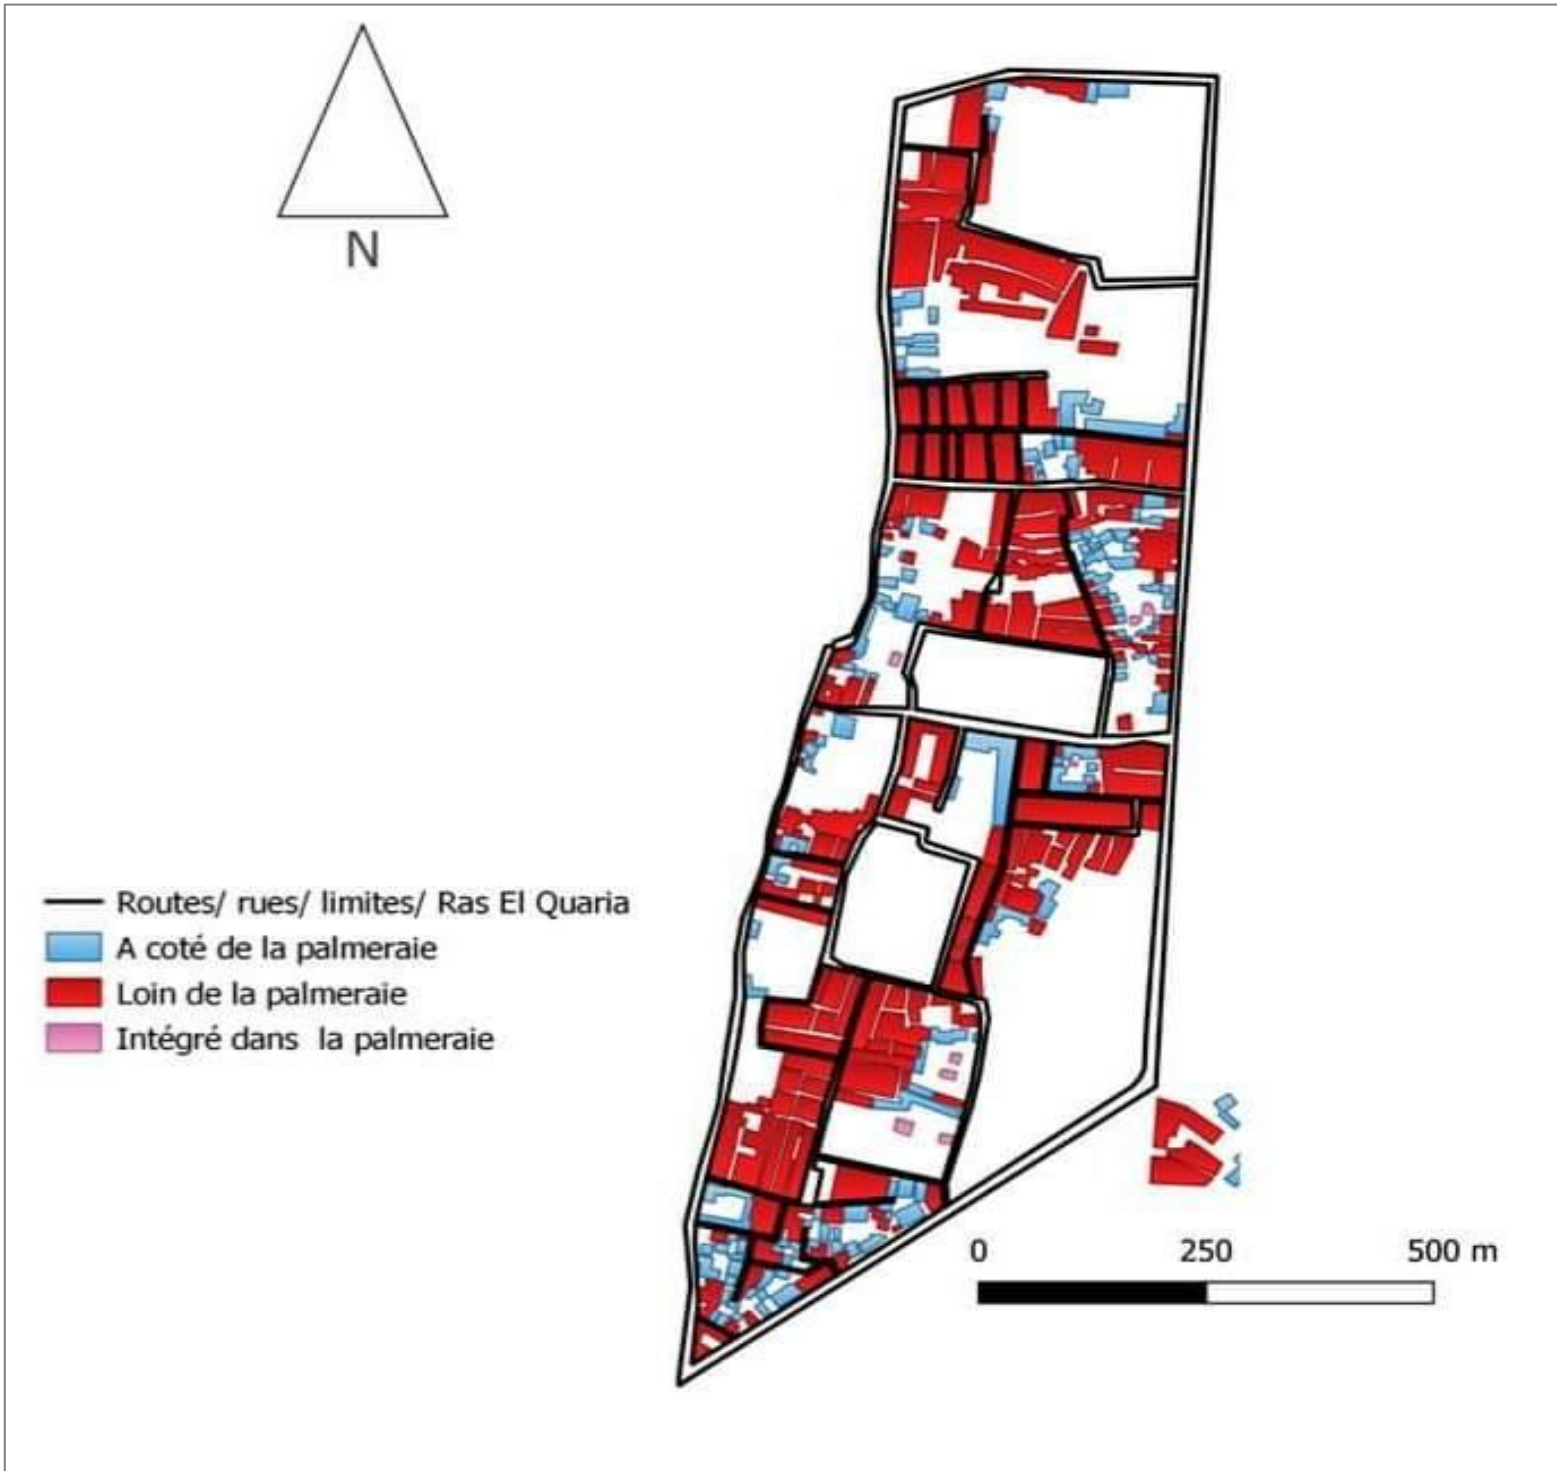 N
Routes/ rues/ limites/ Ras El Quaria
A coté de la palmeraie
Loin de la palmeraie
Intégré dans la palmeraie
0 250 500 m